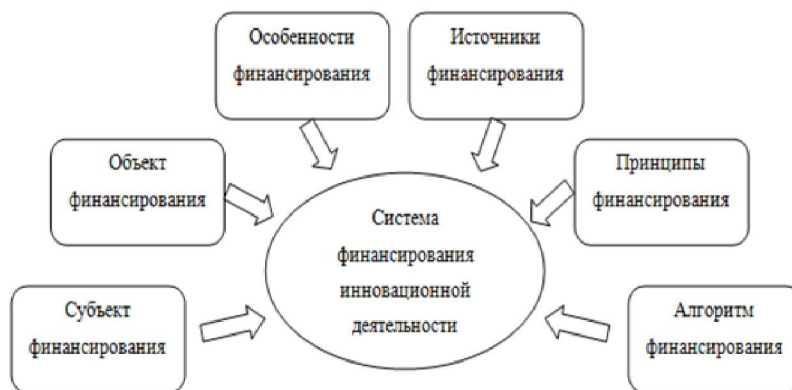 Особенности
финансирования
Источники
финансирования
Объект
финансирования
Принципы
финансирования
Система
финансирования
инновационной
деятельности
Субъект
финансирования
Алгоритм
финансирования